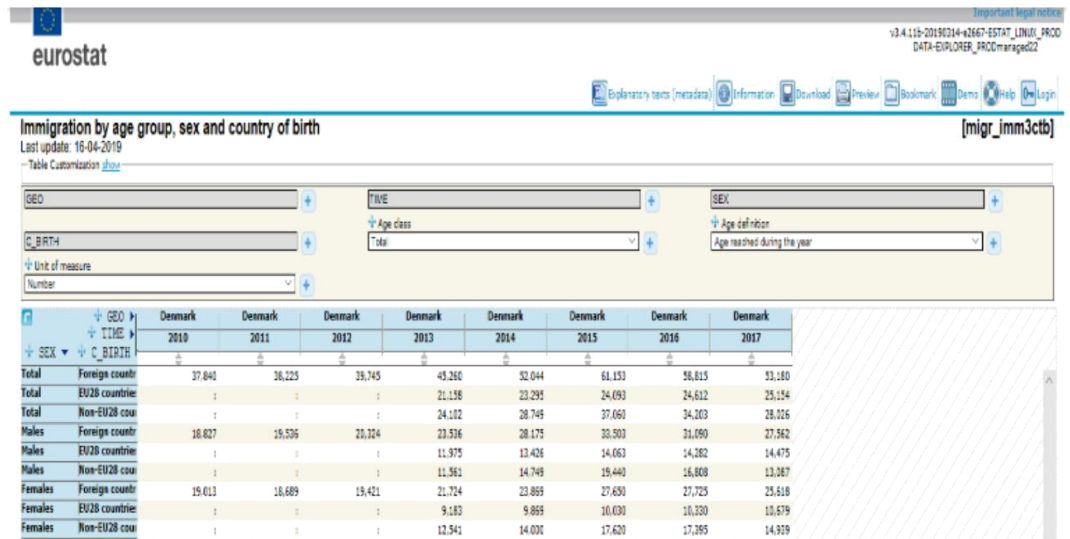 Important legal notice
v3.4.11b-20190314-e2667-ESTAT_LINUX_PROD
DATA-EXPLORER_PRODmanaged22
eurostat
Explanatory texts (metadata) Information Download Preview Bookmark Demo Help Login
Immigration by age group, sex and country of birth [migr_imm3ctb]
Last update: 16-04-2019
Table Customization show
GEO TIME SEX
Age class Age definition
C_BIRTH Total Age reached during the year
Unit of measure
Number
GEO Denmark Denmark Denmark Denmark Denmark Denmark Denmark Denmark
TIME 2010 2011 2012 2013 2014 2015 2016 2017
SEX C_BIRTH
Total Foreign countr 37,840 38,225 39,745 45,260 52,044 61,153 58,815 53,180
Total EU28 countries : : : 21,158 23,295 24,093 24,612 25,154
Total Non-EU28 cou : : : 24,102 28,749 37,060 34,203 28,026
Males Foreign countr 18,827 19,536 20,324 23,536 28,175 33,503 31,090 27,562
Males EU28 countries : : : 11,975 13,426 14,063 14,282 14,475
Males Non-EU28 cou : : : 11,561 14,749 19,440 16,808 13,087
Females Foreign countr 19,013 18,689 19,421 21,724 23,869 27,650 27,725 25,618
Females EU28 countries : : : 9,183 9,869 10,030 10,330 10,679
Females Non-EU28 cou : : : 12,541 14,000 17,620 17,395 14,939